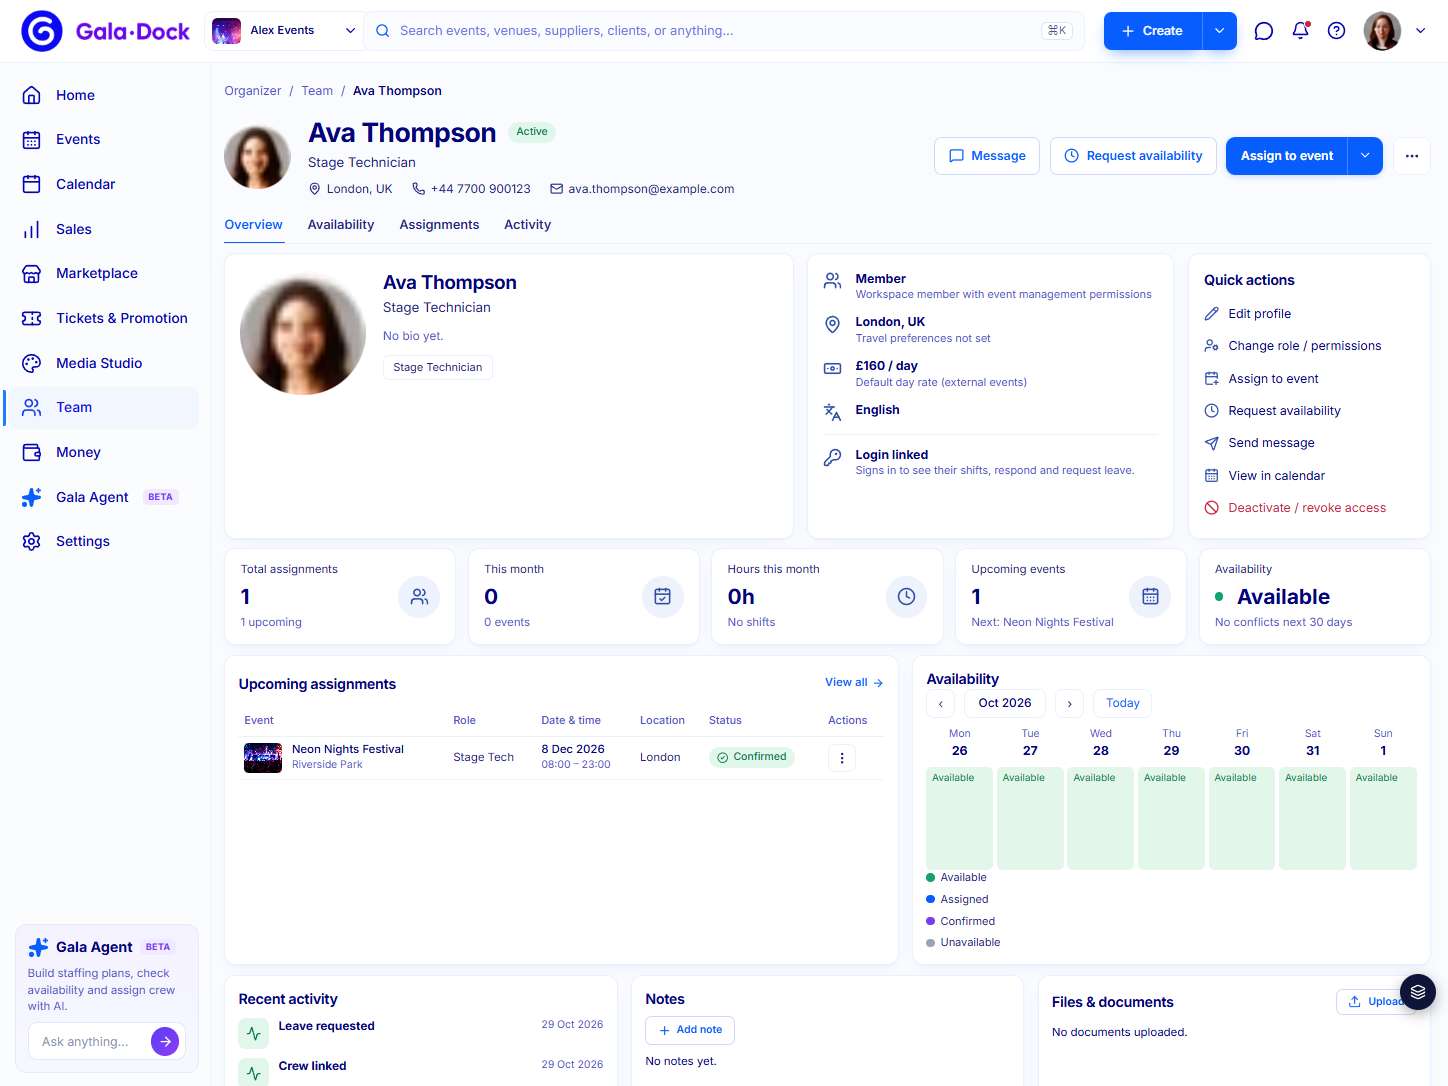 Gala·Dock
Alex Events
Search events, venues, suppliers, clients, or anything...
⌘K
Create
Home
Events
Calendar
Sales
Marketplace
Tickets & Promotion
Media Studio
Team
Money
Gala Agent BETA
Settings
Gala Agent BETA
Build staffing plans, check
availability and assign crew
with AI.
Ask anything...
Organizer / Team / Ava Thompson
Ava Thompson Active
Stage Technician
London, UK +44 7700 900123 ava.thompson@example.com
Message
Request availability
Assign to event
Overview Availability Assignments Activity
Ava Thompson
Stage Technician
No bio yet.
Stage Technician
Member
Workspace member with event management permissions
London, UK
Travel preferences not set
£160 / day
Default day rate (external events)
English
Login linked
Signs in to see their shifts, respond and request leave.
Quick actions
Edit profile
Change role / permissions
Assign to event
Request availability
Send message
View in calendar
Deactivate / revoke access
Total assignments
1
1 upcoming
This month
0
0 events
Hours this month
0h
No shifts
Upcoming events
1
Next: Neon Nights Festival
Availability
Available
No conflicts next 30 days
Upcoming assignments
View all
Event Role Date & time Location Status Actions
Neon Nights Festival
Riverside Park
Stage Tech
8 Dec 2026
08:00 – 23:00
London
Confirmed
Availability
‹ Oct 2026 › Today
Mon Tue Wed Thu Fri Sat Sun
26 27 28 29 30 31 1
Available Available Available Available Available Available Available
Available
Assigned
Confirmed
Unavailable
Recent activity
Leave requested 29 Oct 2026
Crew linked 29 Oct 2026
Notes
Add note
No notes yet.
Files & documents
No documents uploaded.